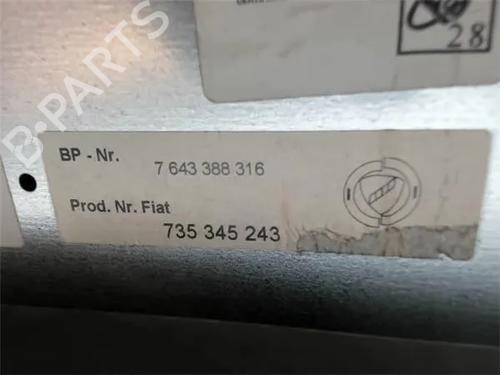 28
B-PARTS
BP - Nr. 7 643 388 316
Prod. Nr. Fiat
735 345 243